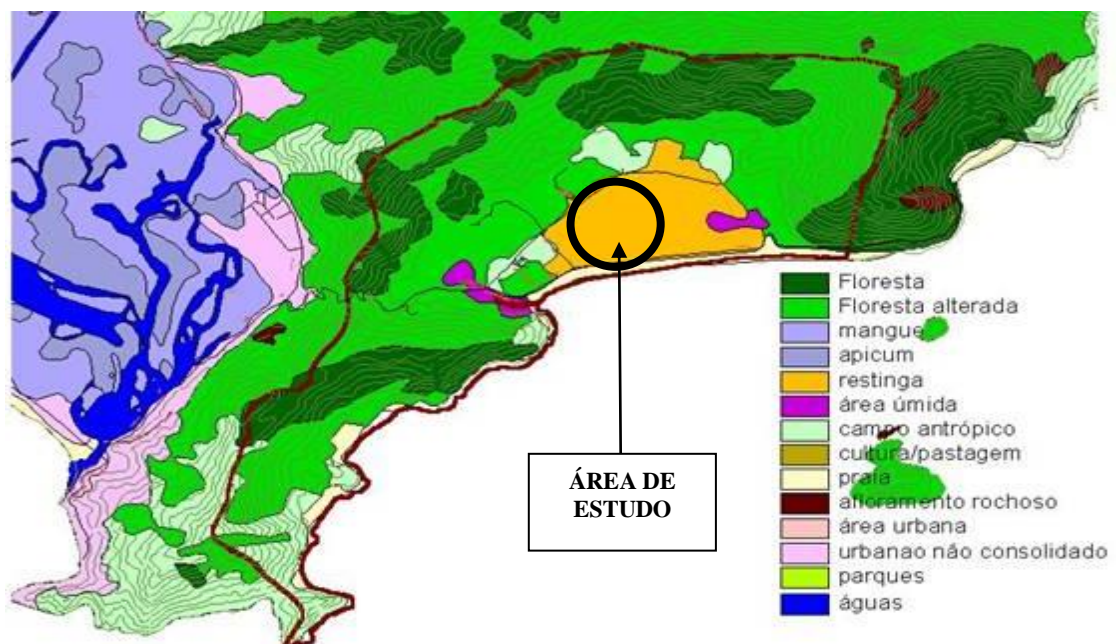 Floresta
Floresta alterada
mangue
apicum
restinga
área úmida
campo antrópico
cultura/pastagem
praia
afloramento rochoso
área urbana
urbanao não consolidado
parques
águas
ÁREA DE
ESTUDO